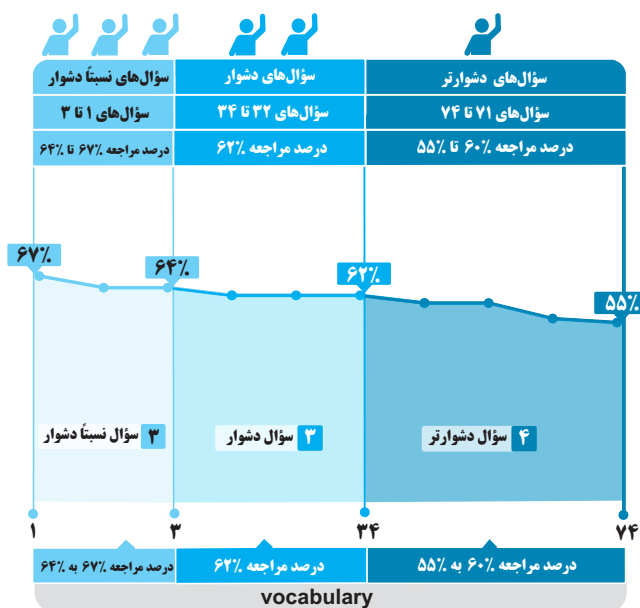 سؤال‌های نسبتاً دشوار
سؤال‌های دشوار
سؤال‌های دشوارتر
سؤال‌های ۱ تا ۳
سؤال‌های ۳۲ تا ۳۴
سؤال‌های ۷۱ تا ۷۴
درصد مراجعه ۶۷٪ تا ۶۴٪
درصد مراجعه ۶۲٪
درصد مراجعه ۶۰٪ تا ۵۵٪
۶۷٪
۶۴٪
۶۲٪
۵۵٪
۳ سؤال نسبتاً دشوار
۳ سؤال دشوار
۴ سؤال دشوارتر
۱
۳
۳۴
۷۴
درصد مراجعه ۶۷٪ به ۶۴٪
درصد مراجعه ۶۲٪
درصد مراجعه ۶۰٪ به ۵۵٪
vocabulary